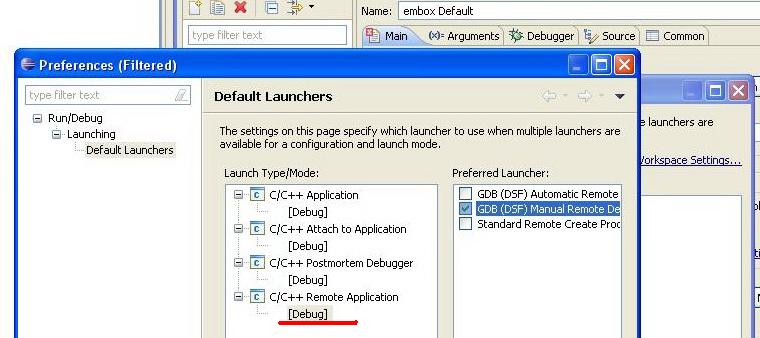 Name: embox Default
type filter text
Main (x)= Arguments Debugger Source Common
Preferences (Filtered)
type filter text
Run/Debug
Launching
Default Launchers
Default Launchers
The settings on this page specify which launcher to use when multiple launchers are
available for a configuration and launch mode.
Launch Type/Mode:
C/C++ Application
[Debug]
C/C++ Attach to Application
[Debug]
C/C++ Postmortem Debugger
[Debug]
C/C++ Remote Application
[Debug]
Preferred Launcher:
GDB (DSF) Automatic Remote
GDB (DSF) Manual Remote De
Standard Remote Create Proc
e launchers are
orkspace Settings...